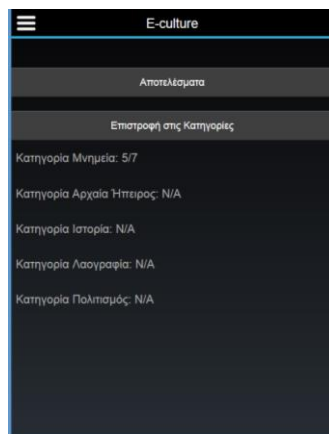 E-culture
Αποτελέσματα
Επιστροφή στις Κατηγορίες
Κατηγορία Μνημεία: 5/7
Κατηγορία Αρχαία Ήπειρος: N/A
Κατηγορία Ιστορία: N/A
Κατηγορία Λαογραφία: N/A
Κατηγορία Πολιτισμός: N/A